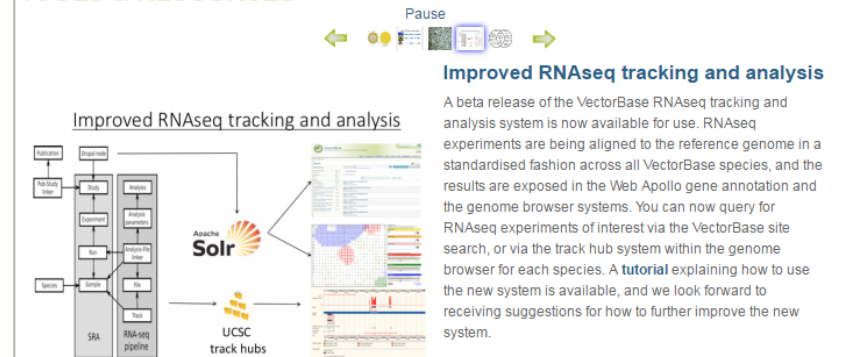 Pause
Improved RNAseq tracking and analysis
A beta release of the VectorBase RNAseq tracking and
analysis system is now available for use. RNAseq
experiments are being aligned to the reference genome in a
standardised fashion across all VectorBase species, and the
results are exposed in the Web Apollo gene annotation and
the genome browser systems. You can now query for
RNAseq experiments of interest via the VectorBase site
search, or via the track hub system within the genome
browser for each species. A tutorial explaining how to use
the new system is available, and we look forward to
receiving suggestions for how to further improve the new
system.
Improved RNAseq tracking and analysis
Publication
Drupal node
Pub-Study
linker
Study
Analysis
Experiment
Analysis
parameters
Run
Analysis-File
linker
Species
Sample
File
Track
SRA
RNA-seq
pipeline
Apache
Solr
UCSC
track hubs